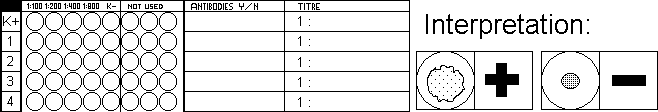 1:100 1:200 1:400 1:800 K- NOT USED ANTIBODIES Y/N TITRE
K+ 1 :
1 1 :
2 1 :
3 1 :
4 1 :
Interpretation:
+ -